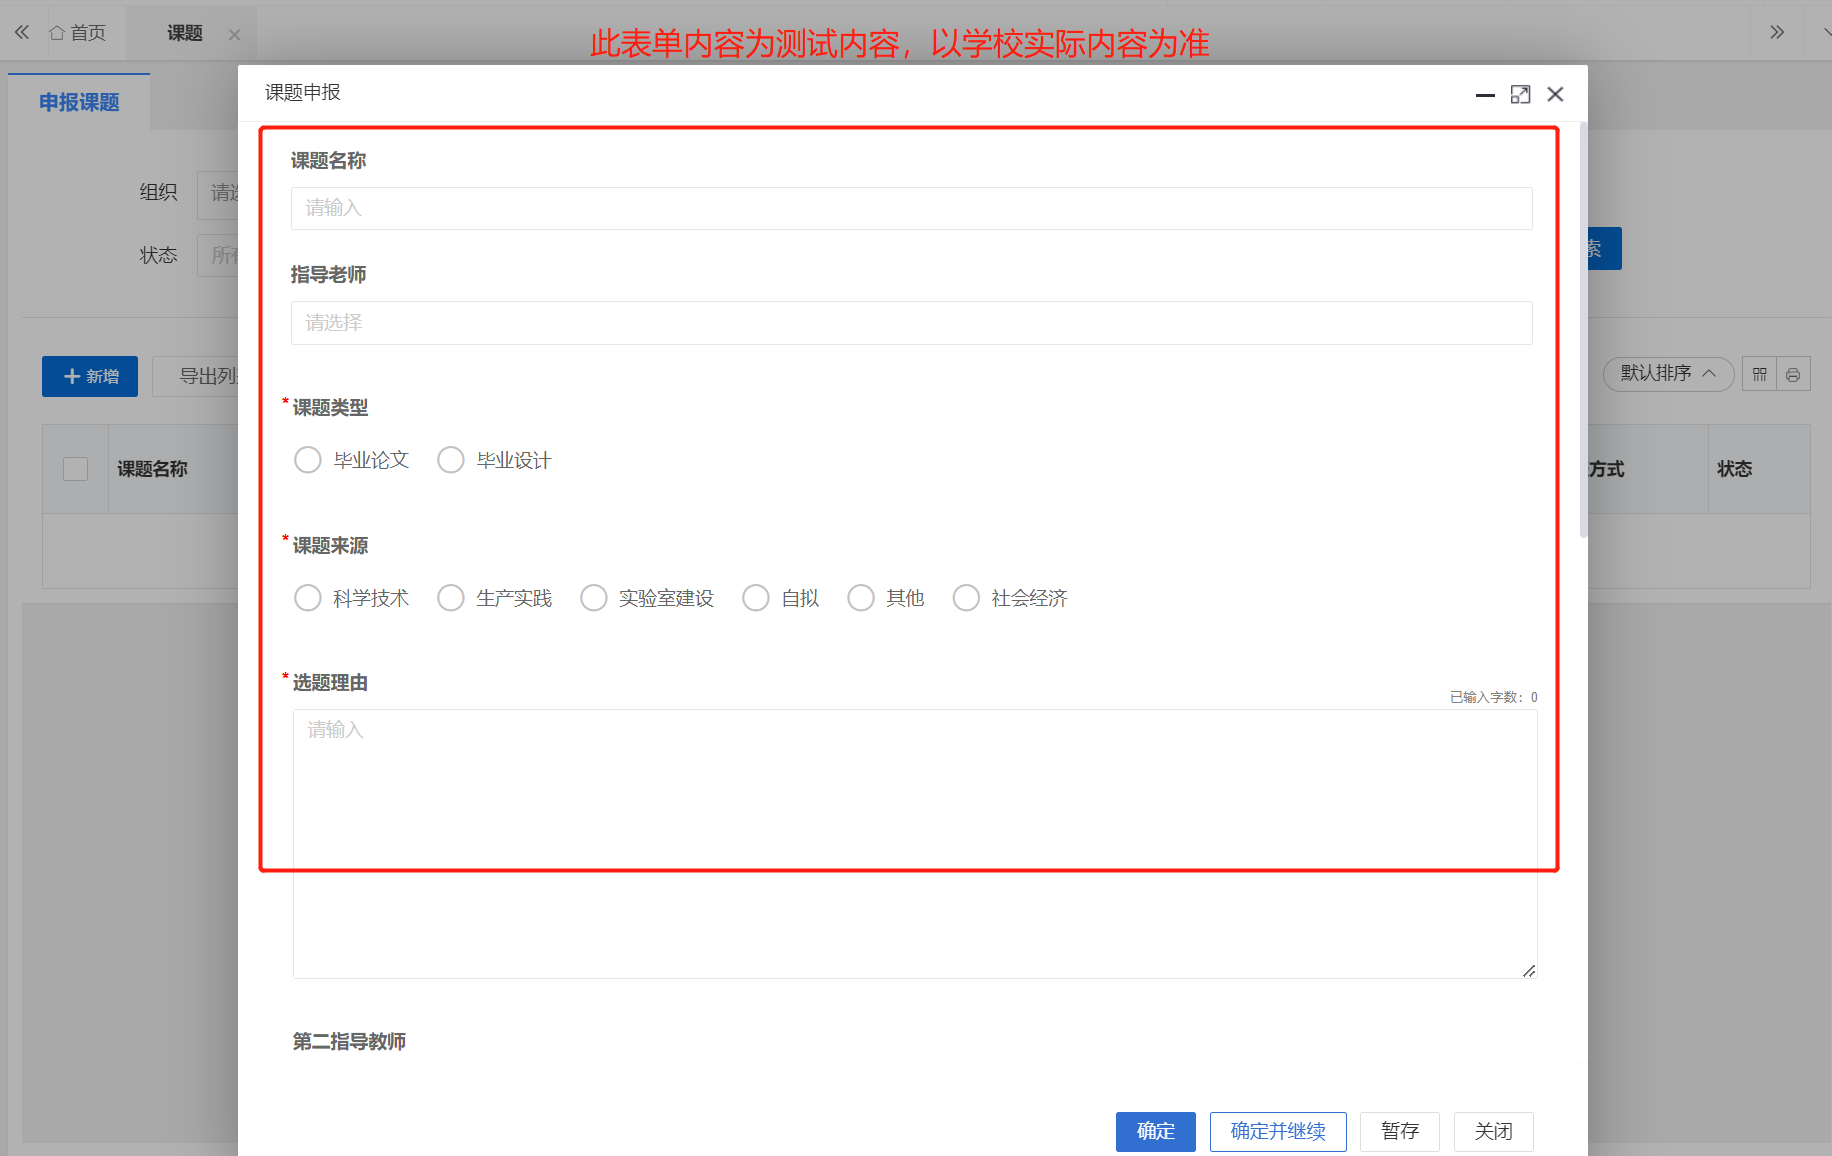 首页 课题
此表单内容为测试内容，以学校实际内容为准
申报课题
课题申报
组织 请选
状态 所有
索
新增 导出列
默认排序
课题名称
方式 状态
课题名称
请输入
指导老师
请选择
*课题类型
毕业论文 毕业设计
*课题来源
科学技术 生产实践 实验室建设 自拟 其他 社会经济
*选题理由
已输入字数：0
请输入
第二指导教师
确定 确定并继续 暂存 关闭